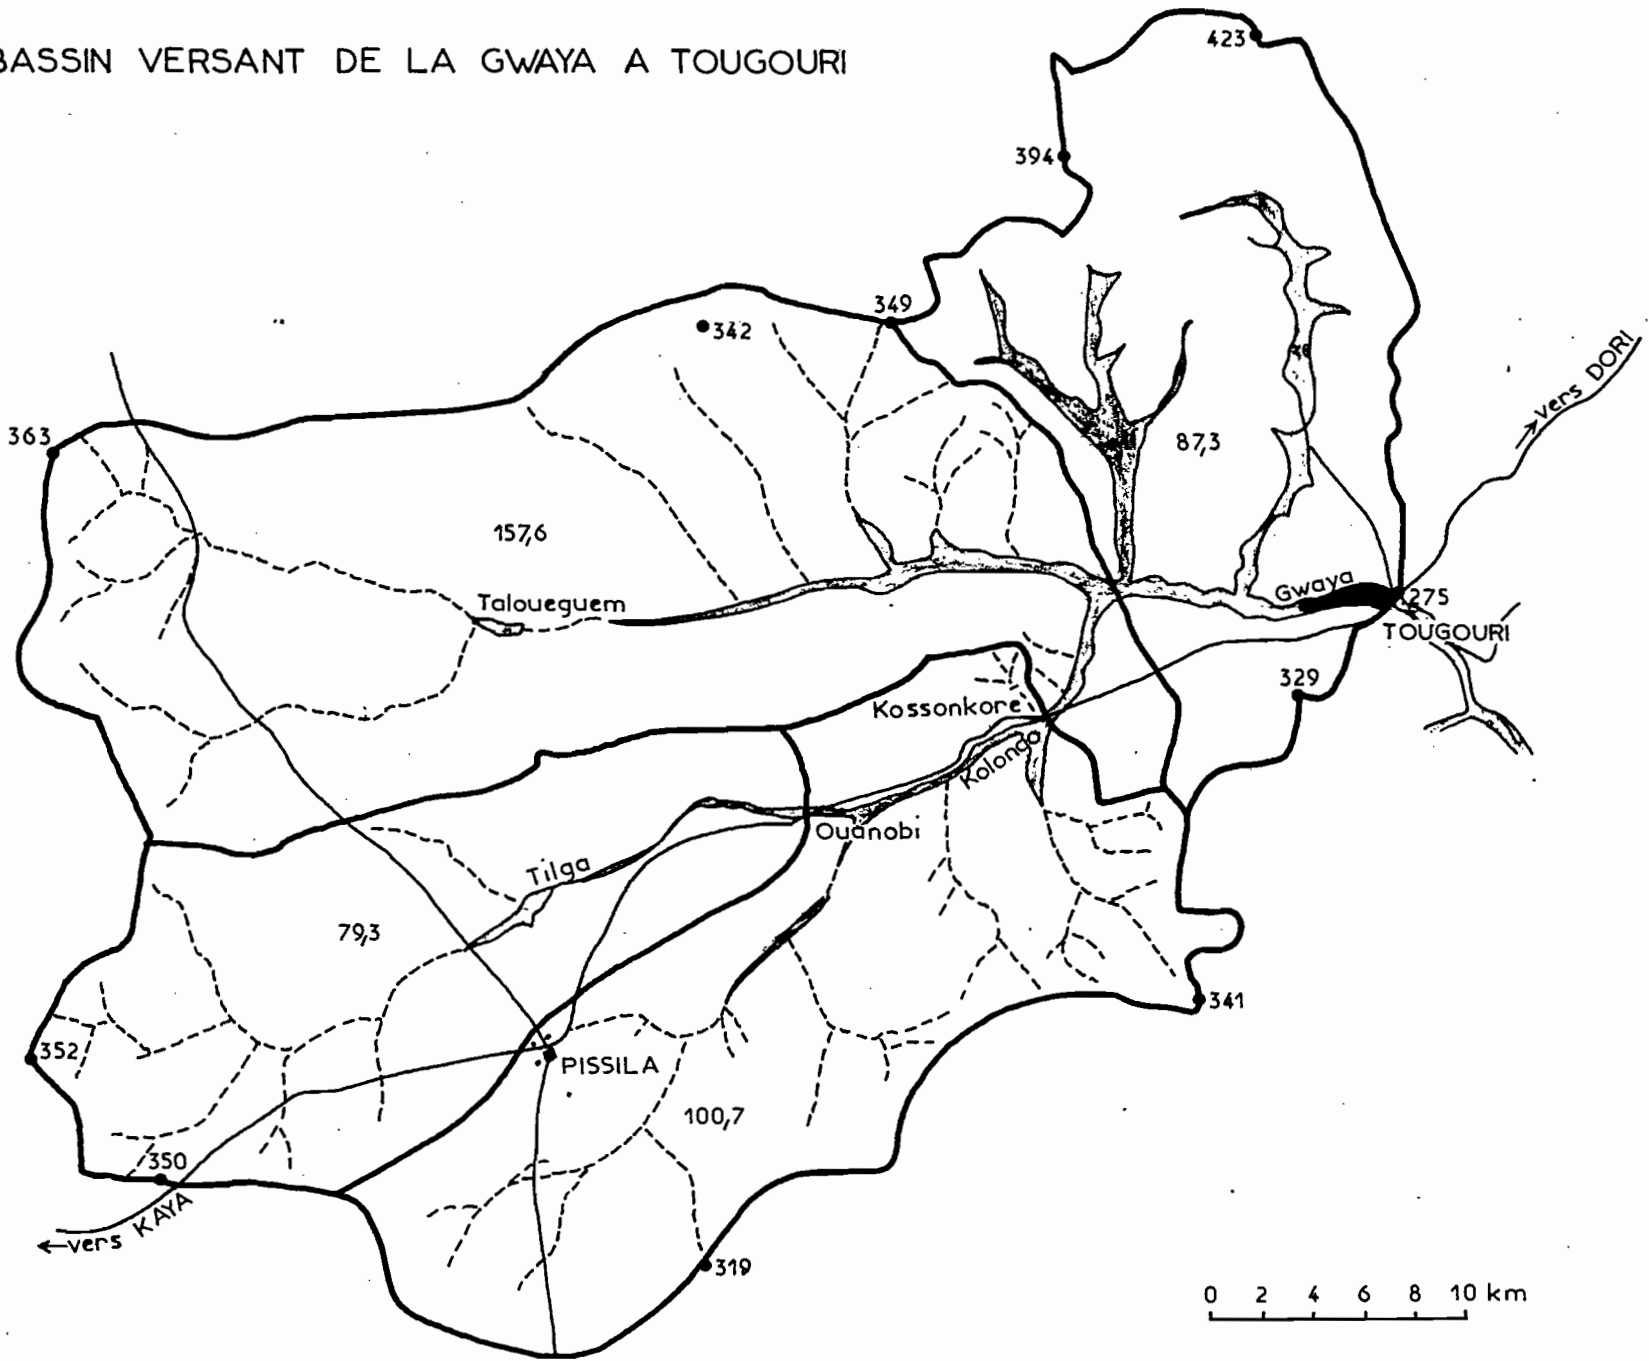 BASSIN VERSANT DE LA GWAYA A TOUGOURI
423
394
349
342
vers DORI
363
87,3
157,6
Gwaya
275
Taloueguem
TOUGOURI
329
Kossonkore
Kolongo
Ouanobi
Tilga
79,3
341
352
PISSILA
100,7
350
vers KAYA
319
0 2 4 6 8 10 km